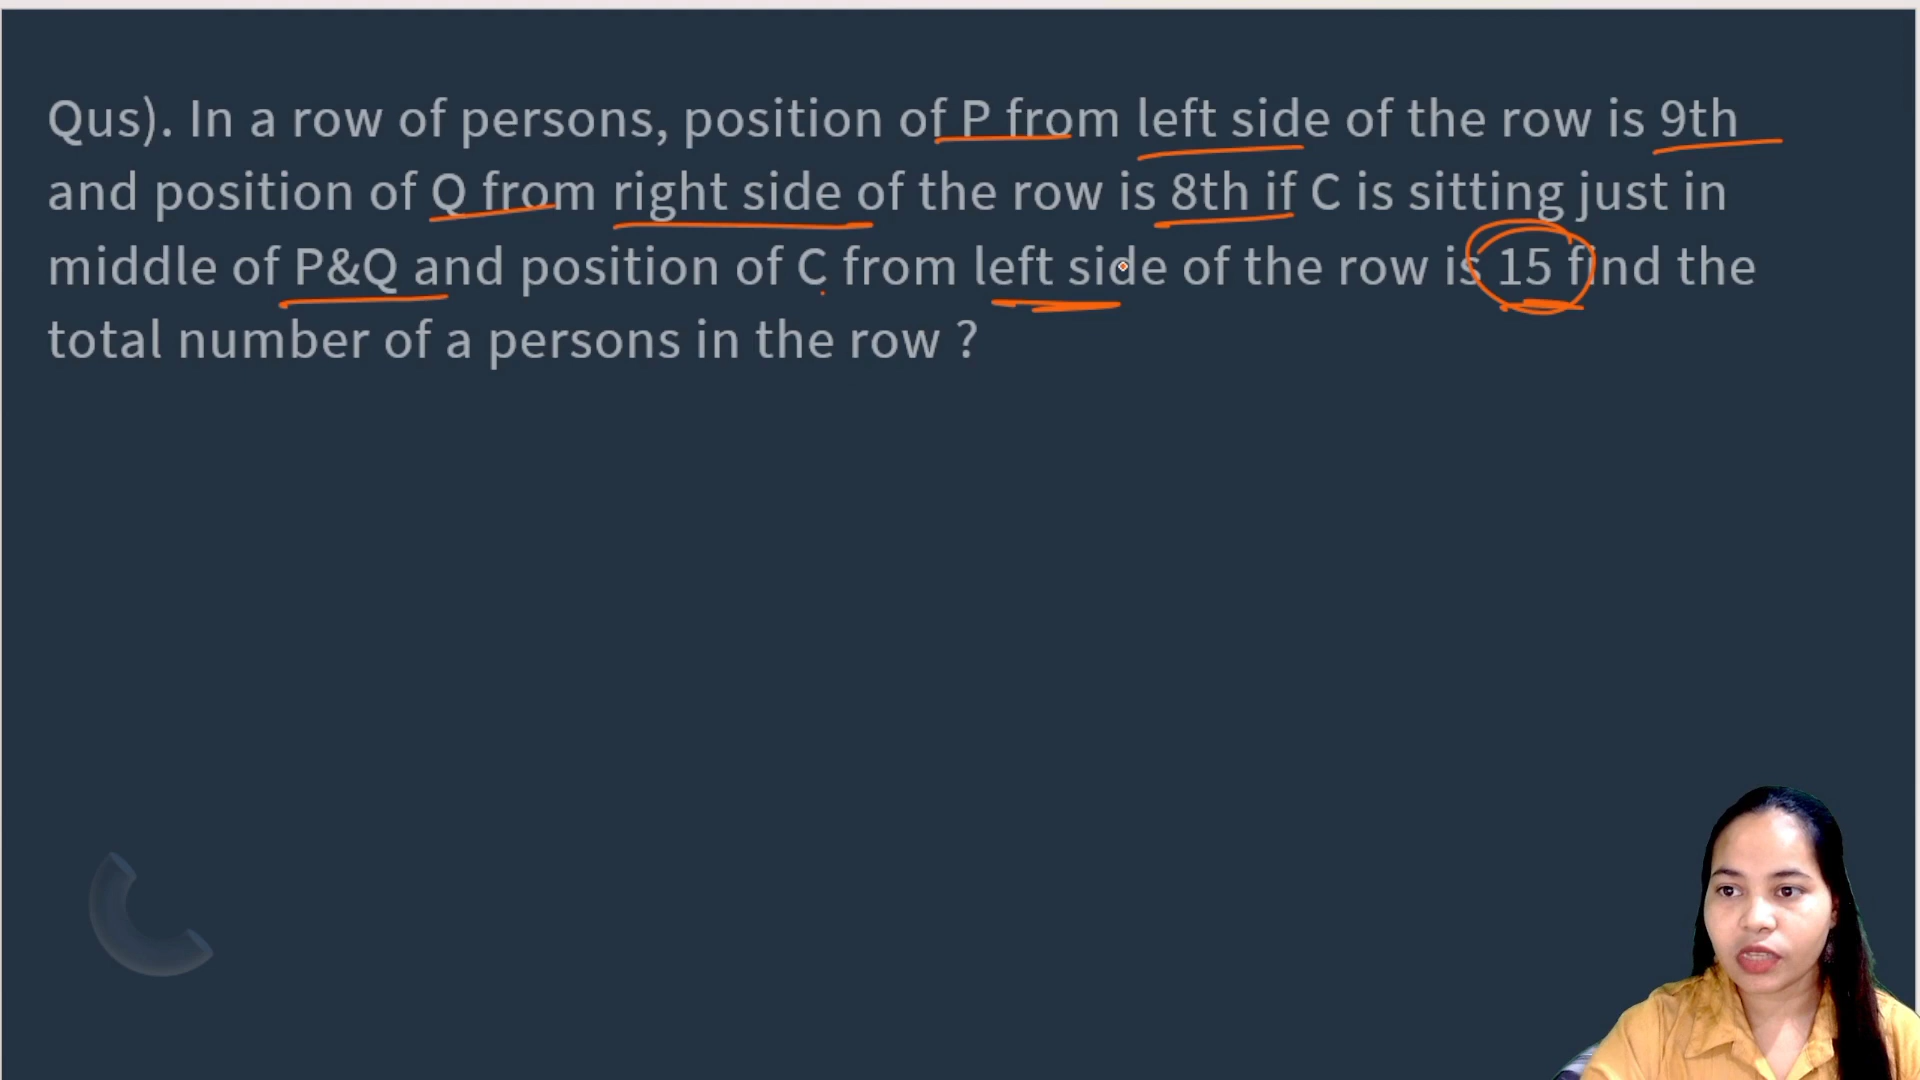 Qus). In a row of persons, position of P from left side of the row is 9th
and position of Q from right side of the row is 8th if C is sitting just in
middle of P&Q and position of C from left side of the row is 15 find the
total number of a persons in the row ?